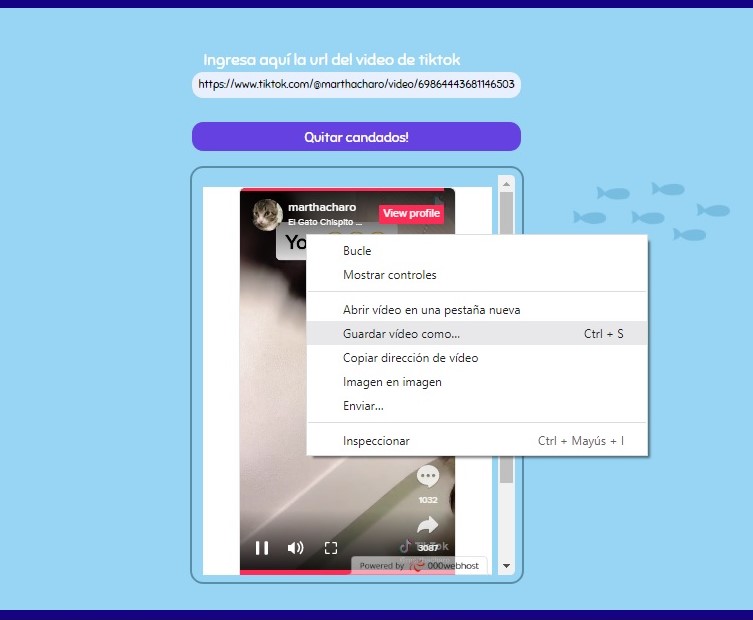 Ingresa aquí la url del video de tiktok
https://www.tiktok.com/@marthacharo/video/69864443681146503
Quitar candados!
marthacharo
View profile
El Gato Chispito ...
Yo
Bucle
Mostrar controles
Abrir vídeo en una pestaña nueva
Guardar vídeo como... Ctrl + S
Copiar dirección de vídeo
Imagen en imagen
Enviar...
Inspeccionar Ctrl + Mayús + I
1032
TikTok
3087
Powered by 000webhost